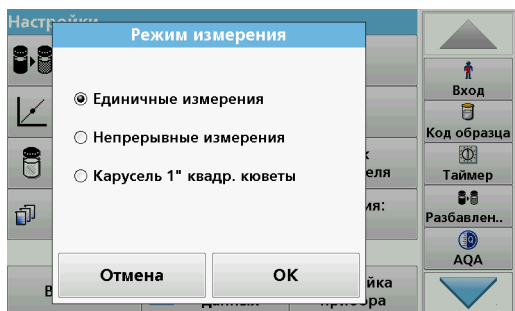 Настройки
Режим измерения
Единичные измерения
Непрерывные измерения
Карусель 1" квадр. кюветы
Отмена
OK
Вход
Код образца
Таймер
Разбавлен..
AQA